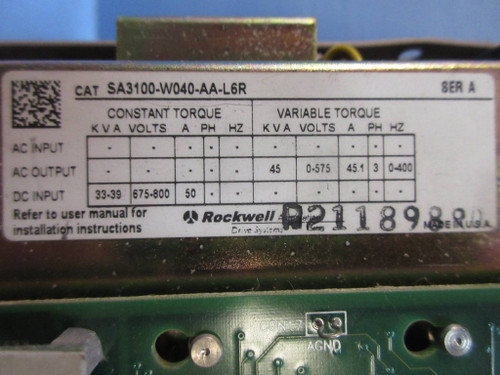 CAT SA3100-W040-AA-L6R SER A
CONSTANT TORQUE VARIABLE TORQUE
KVA VOLTS A PH HZ KVA VOLTS A PH HZ
AC INPUT - - - - - - - - - -
AC OUTPUT - - - - - 45 0-575 45.1 3 0-400
DC INPUT 33-39 675-800 50 - - - - - - -
Refer to user manual for
installation instructions
Rockwell
Drive Systems
MADE IN U.S.A.
AGND